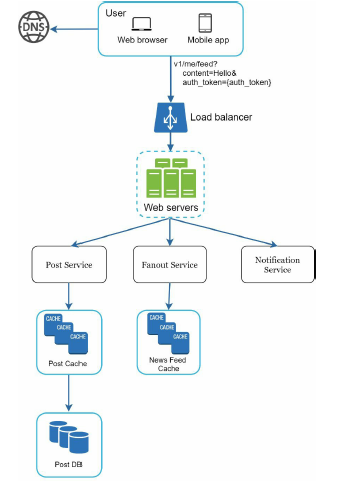 DNS
User
Web browser
Mobile app
v1/me/feed?
content=Hello&
auth_token={auth_token}
Load balancer
Web servers
Post Service
Fanout Service
Notification
Service
CACHE
CACHE
CACHE
Post Cache
CACHE
CACHE
CACHE
News Feed
Cache
Post DBI